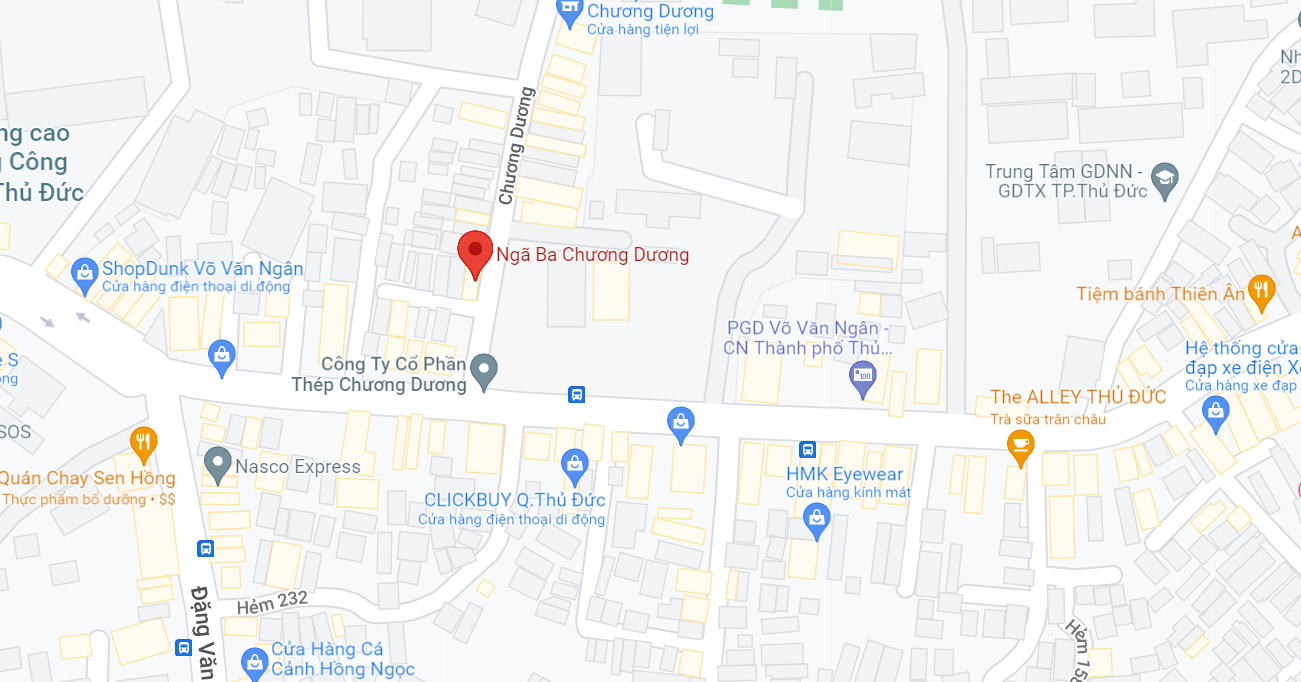 Chương Dương
Cửa hàng tiện lợi
Chương Dương
ng cao
g Công
Thủ Đức
Trung Tâm GDNN -
GDTX TP.Thủ Đức
Ngã Ba Chương Dương
ShopDunk Võ Văn Ngân
Cửa hàng điện thoại di động
Tiệm bánh Thiên Ân
PGD Võ Văn Ngân -
CN Thành phố Thủ...
100
Hệ thống cửa
đạp xe điện X
Cửa hàng xe đạp
Công Ty Cổ Phần
Thép Chương Dương
The ALLEY THỦ ĐỨC
Trà sữa trân châu
SOS
Nasco Express
Quán Chay Sen Hồng
Thực phẩm bổ dưỡng • $$
HMK Eyewear
Cửa hàng kính mát
CLICKBUY Q.Thủ Đức
Cửa hàng điện thoại di động
Hẻm 232
Đặng Văn
Hẻm 158
Cửa Hàng Cá
Cảnh Hồng Ngọc